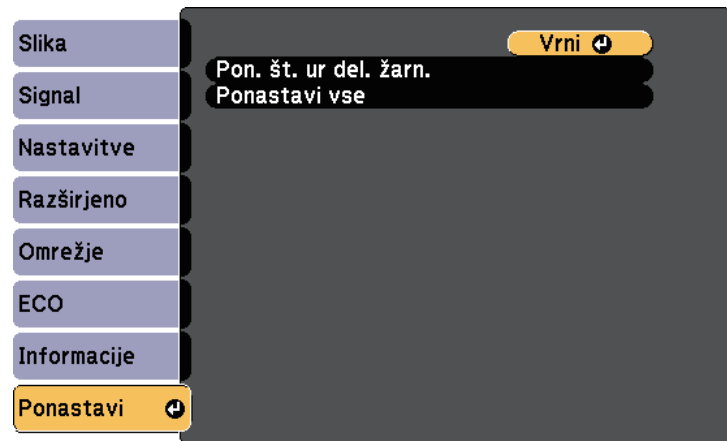 Slika
Signal
Nastavitve
Razširjeno
Omrežje
ECO
Informacije
Ponastavi
Vrni
Pon. št. ur del. žarn.
Ponastavi vse